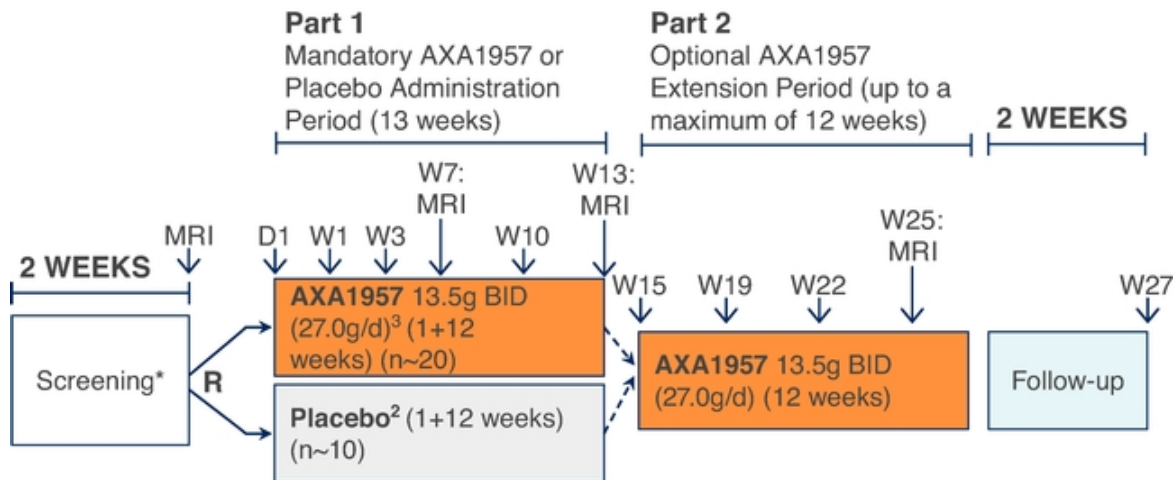 Part 1
Mandatory AXA1957 or
Placebo Administration
Period (13 weeks)
Part 2
Optional AXA1957
Extension Period (up to a
maximum of 12 weeks)
2 WEEKS
W7:
MRI
W13:
MRI
W25:
MRI
MRI
D1
W1
W3
W10
2 WEEKS
W15
W19
W22
W27
Screening*
R
AXA1957 13.5g BID
(27.0g/d)³ (1+12
weeks) (n~20)
Placebo² (1+12 weeks)
(n~10)
AXA1957 13.5g BID
(27.0g/d) (12 weeks)
Follow-up